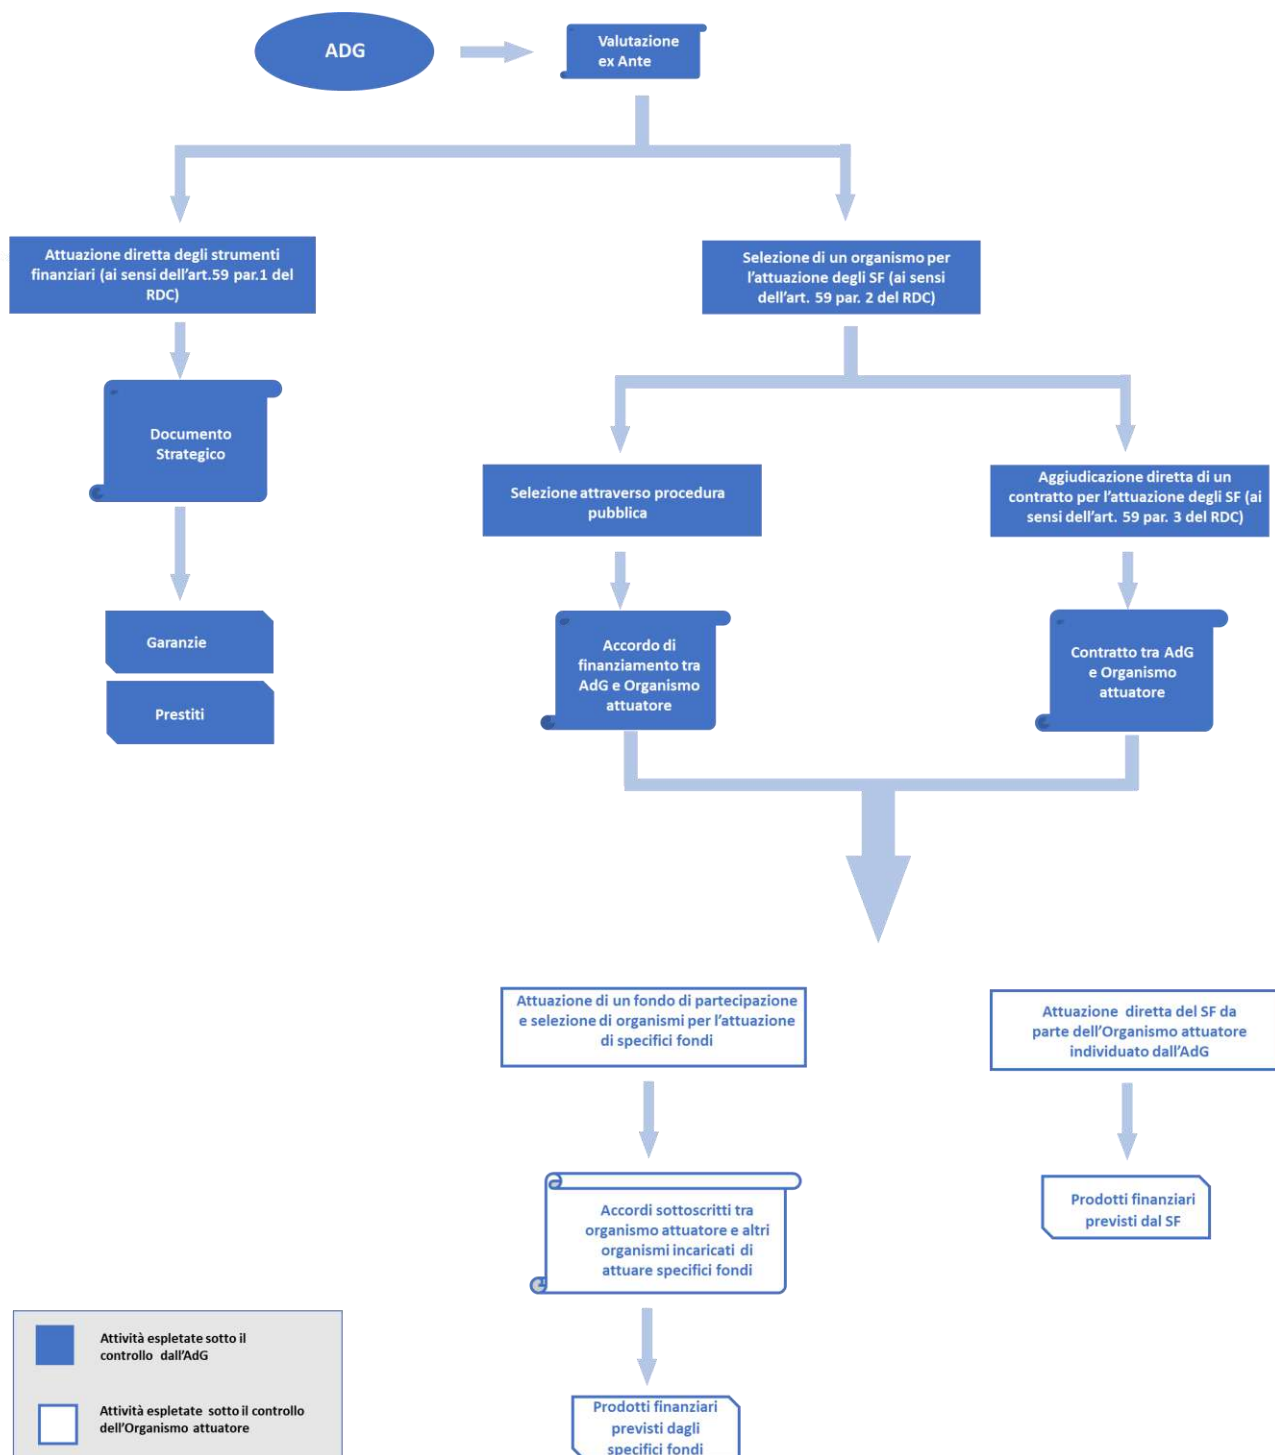 ADG
Valutazione
ex Ante
Attuazione diretta degli strumenti
finanziari (ai sensi dell'art.59 par.1 del
RDC)
Selezione di un organismo per
l'attuazione degli SF (ai sensi
dell'art. 59 par. 2 del RDC)
Documento
Strategico
Selezione attraverso procedura
pubblica
Aggiudicazione diretta di un
contratto per l'attuazione degli SF (ai
sensi dell'art. 59 par. 3 del RDC)
Garanzie
Prestiti
Accordo di
finanziamento tra
AdG e Organismo
attuatore
Contratto tra AdG
e Organismo
attuatore
Attuazione di un fondo di partecipazione
e selezione di organismi per l'attuazione
di specifici fondi
Attuazione diretta del SF da
parte dell'Organismo attuatore
individuato dall'AdG
Accordi sottoscritti tra
organismo attuatore e altri
organismi incaricati di
attuare specifici fondi
Prodotti finanziari
previsti dal SF
Prodotti finanziari
previsti dagli
specifici fondi
Attività espletate sotto il
controllo dall'AdG
Attività espletate sotto il controllo
dell'Organismo attuatore